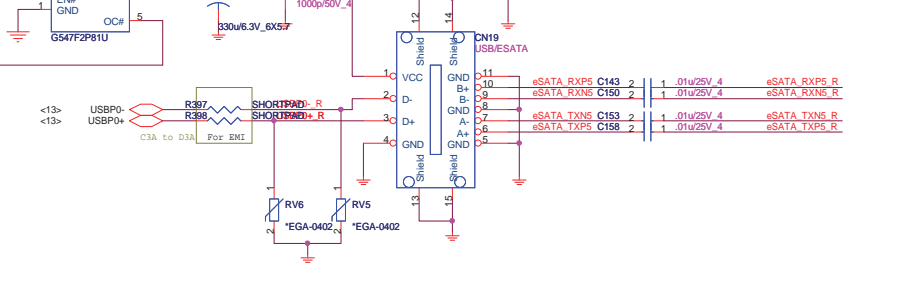 1000p/50V_4
EN#
1
GND
OC#
5
G547F2P81U
330u/6.3V_6X5.7
12
14
Shield
Shield
CN19
USB/ESATA
1
VCC
GND
11
B+
10
eSATA_RXP5
C143
2
1
.01u/25V_4
eSATA_RXP5_R
2
D-
B-
9
eSATA_RXN5
C150
2
1
.01u/25V_4
eSATA_RXN5_R
<13>
USBP0-
R397
SHORTPAD
GND
8
<13>
USBP0+
R398
SHORTPAD
3
D+
A-
7
eSATA_TXN5
C153
2
1
.01u/25V_4
eSATA_TXN5_R
A+
6
eSATA_TXP5
C158
2
1
.01u/25V_4
eSATA_TXP5_R
C3A to D3A
For EMI
4
GND
GND
5
Shield
Shield
13
15
1
RV6
1
RV5
2
*EGA-0402
2
*EGA-0402